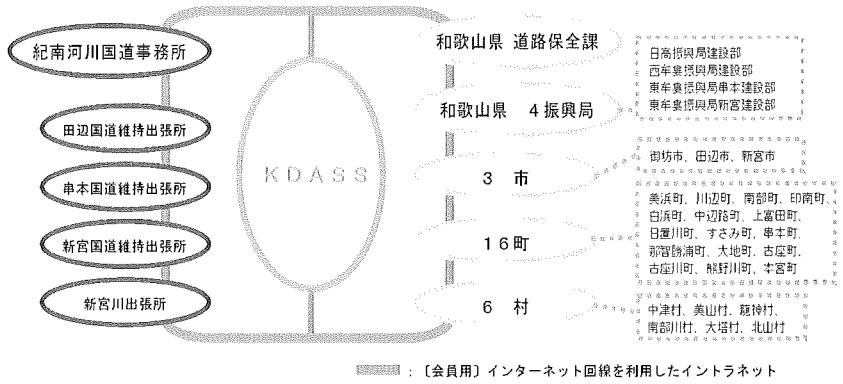 紀南河川国道事務所
田辺国道維持出張所
串本国道維持出張所
新宮国道維持出張所
新宮川出張所
KDASS
和歌山県 道路保全課
和歌山県 4振興局
3 市
16町
6 村
日高振興局建設部
西牟婁振興局建設部
東牟婁振興局串本建設部
東牟婁振興局新宮建設部
御坊市、田辺市、新宮市
美浜町、川辺町、南部町、印南町、
白浜町、中辺路町、上富田町、
日置川町、すさみ町、串本町、
那智勝浦町、太地町、古座町、
古座川町、熊野川町、本宮町
中津村、美山村、龍神村、
南部川村、大塔村、北山村
:〔会員用〕インターネット回線を利用したイントラネット